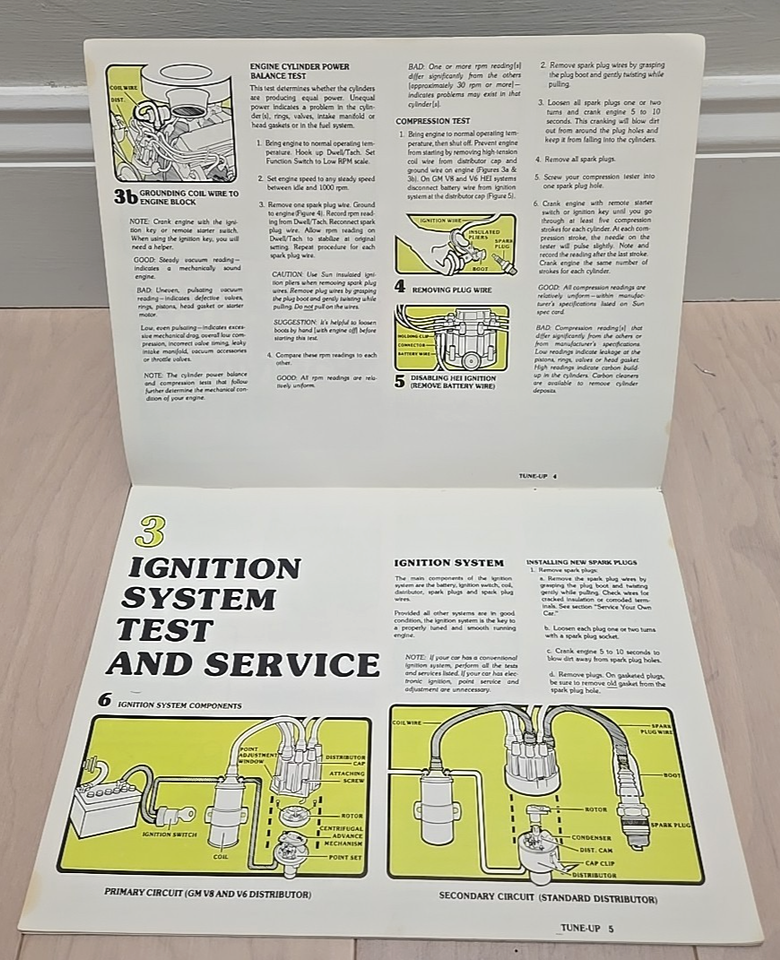 COIL WIRE
DIST.
3b GROUNDING COIL WIRE TO
ENGINE BLOCK
NOTE: Crank engine with the igni-
tion key or remote starter switch.
When using the ignition key, you will
need a helper.
GOOD: Steady vacuum reading—
indicates a mechanically sound
engine.
BAD: Uneven, pulsating vacuum
reading—indicates defective valves,
rings, pistons, head gasket or starter
motor.
Low, even pulsating—indicates exces-
sive mechanical drag, overall low com-
pression, incorrect valve timing, leaky
intake manifold, vacuum accessories
or throttle valves.
NOTE: The cylinder power balance
and compression tests that follow
further determine the mechanical con-
dition of your engine.
ENGINE CYLINDER POWER
BALANCE TEST
This test determines whether the cylinders
are producing equal power. Unequal
power indicates a problem in the cylin-
der(s), rings, valves, intake manifold or
head gaskets or in the fuel system.
1. Bring engine to normal operating tem-
perature. Hook up Dwell/Tach. Set
Function Switch to Low RPM scale.
2. Set engine speed to any steady speed
between idle and 1000 rpm.
3. Remove one spark plug wire. Ground
to engine (Figure 4). Record rpm read-
ing from Dwell/Tach. Reconnect spark
plug wire. Allow rpm reading on
Dwell/Tach to stabilize at original
setting. Repeat procedure for each
spark plug wire.
CAUTION: Use Sun insulated igni-
tion pliers when removing spark plug
wires. Remove plug wires by grasping
the plug boot and gently twisting while
pulling. Do not pull on the wires.
SUGGESTION: It's helpful to loosen
boots by hand [with engine off] before
starting this test.
4. Compare these rpm readings to each
other.
GOOD: All rpm readings are rela-
tively uniform.
BAD: One or more rpm reading[s]
differ significantly from the others
[approximately 30 rpm or more]—
indicates problems may exist in that
cylinder[s].
COMPRESSION TEST
1. Bring engine to normal operating tem-
perature, then shut off. Prevent engine
from starting by removing high-tension
coil wire from distributor cap and
ground wire on engine (Figures 3a &
3b). On GM V8 and V6 HEI systems
disconnect battery wire from ignition
system at the distributor cap (Figure 5).
IGNITION WIRE
INSULATED
PLIERS
SPARK
PLUG
BOOT
4 REMOVING PLUG WIRE
HOLDING CLIP
CONNECTOR
BATTERY WIRE
5 DISABLING HEI IGNITION
(REMOVE BATTERY WIRE)
2. Remove spark plug wires by grasping
the plug boot and gently twisting while
pulling.
3. Loosen all spark plugs one or two
turns and crank engine 5 to 10
seconds. This cranking will blow dirt
out from around the plug holes and
keep it from falling into the cylinders.
4. Remove all spark plugs.
5. Screw your compression tester into
one spark plug hole.
6. Crank engine with remote starter
switch or ignition key until you go
through at least five compression
strokes for each cylinder. At each com-
pression stroke, the needle on the
tester will pulse slightly. Note and
record the reading after the last stroke.
Crank engine the same number of
strokes for each cylinder.
GOOD: All compression readings are
relatively uniform—within manufac-
turer's specifications listed on Sun
spec card.
BAD: Compression reading[s] that
differ significantly from the others or
from manufacturer's specifications.
Low readings indicate leakage at the
pistons, rings, valves or head gasket.
High readings indicate carbon build-
up in the cylinders. Carbon cleaners
are available to remove cylinder
deposits.
TUNE-UP 4
3
IGNITION
SYSTEM
TEST
AND SERVICE
IGNITION SYSTEM
The main components of the ignition
system are the battery, ignition switch, coil,
distributor, spark plugs and spark plug
wires.
Provided all other systems are in good
condition, the ignition system is the key to
a properly tuned and smooth running
engine.
NOTE: If your car has a conventional
ignition system, perform all the tests
and services listed. If your car has elec-
tronic ignition, point service and
adjustment are unnecessary.
INSTALLING NEW SPARK PLUGS
1. Remove spark plugs:
a. Remove the spark plug wires by
grasping the plug boot and twisting
gently while pulling. Check wires for
cracked insulation or corroded termi-
nals. See section "Service Your Own
Car."
b. Loosen each plug one or two turns
with a spark plug socket.
c. Crank engine 5 to 10 seconds to
blow dirt away from spark plug holes.
d. Remove plugs. On gasketed plugs,
be sure to remove old gasket from the
spark plug hole.
6 IGNITION SYSTEM COMPONENTS
POINT
ADJUSTMENT
WINDOW
DISTRIBUTOR
CAP
ATTACHING
SCREW
ROTOR
CENTRIFUGAL
ADVANCE
MECHANISM
POINT SET
IGNITION SWITCH
COIL
PRIMARY CIRCUIT (GM V8 AND V6 DISTRIBUTOR)
COIL WIRE
SPARK
PLUG WIRE
BOOT
ROTOR
SPARK PLUG
CONDENSER
DIST. CAM
CAP CLIP
DISTRIBUTOR
SECONDARY CIRCUIT (STANDARD DISTRIBUTOR)
TUNE-UP 5